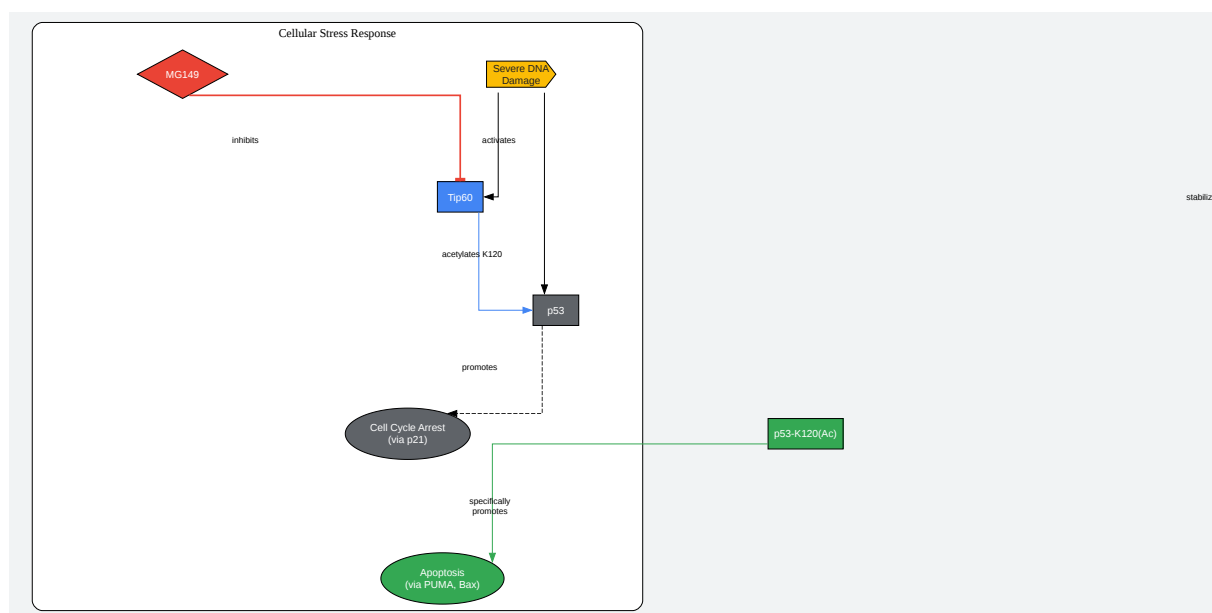 Cellular Stress Response
MG149
Severe DNA
Damage
inhibits
activates
Tip60
stabiliz
acetylates K120
p53
promotes
Cell Cycle Arrest
(via p21)
p53-K120(Ac)
specifically
promotes
Apoptosis
(via PUMA, Bax)